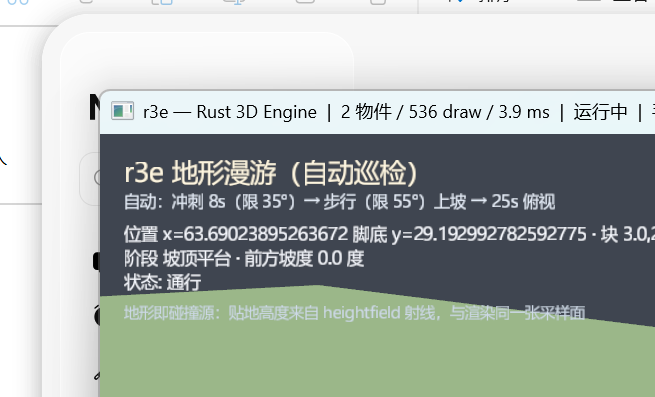 r3e — Rust 3D Engine | 2 物件 / 536 draw / 3.9 ms | 运行中 |
r3e 地形漫游（自动巡检）
自动：冲刺 8s（限 35°）→ 步行（限 55°）上坡 → 25s 俯视
位置 x=63.69023895263672 脚底 y=29.192992782592775 · 块 3.0,2
阶段 坡顶平台 · 前方坡度 0.0 度
状态: 通行
地形即碰撞源：贴地高度来自 heightfield 射线，与渲染同一张采样面